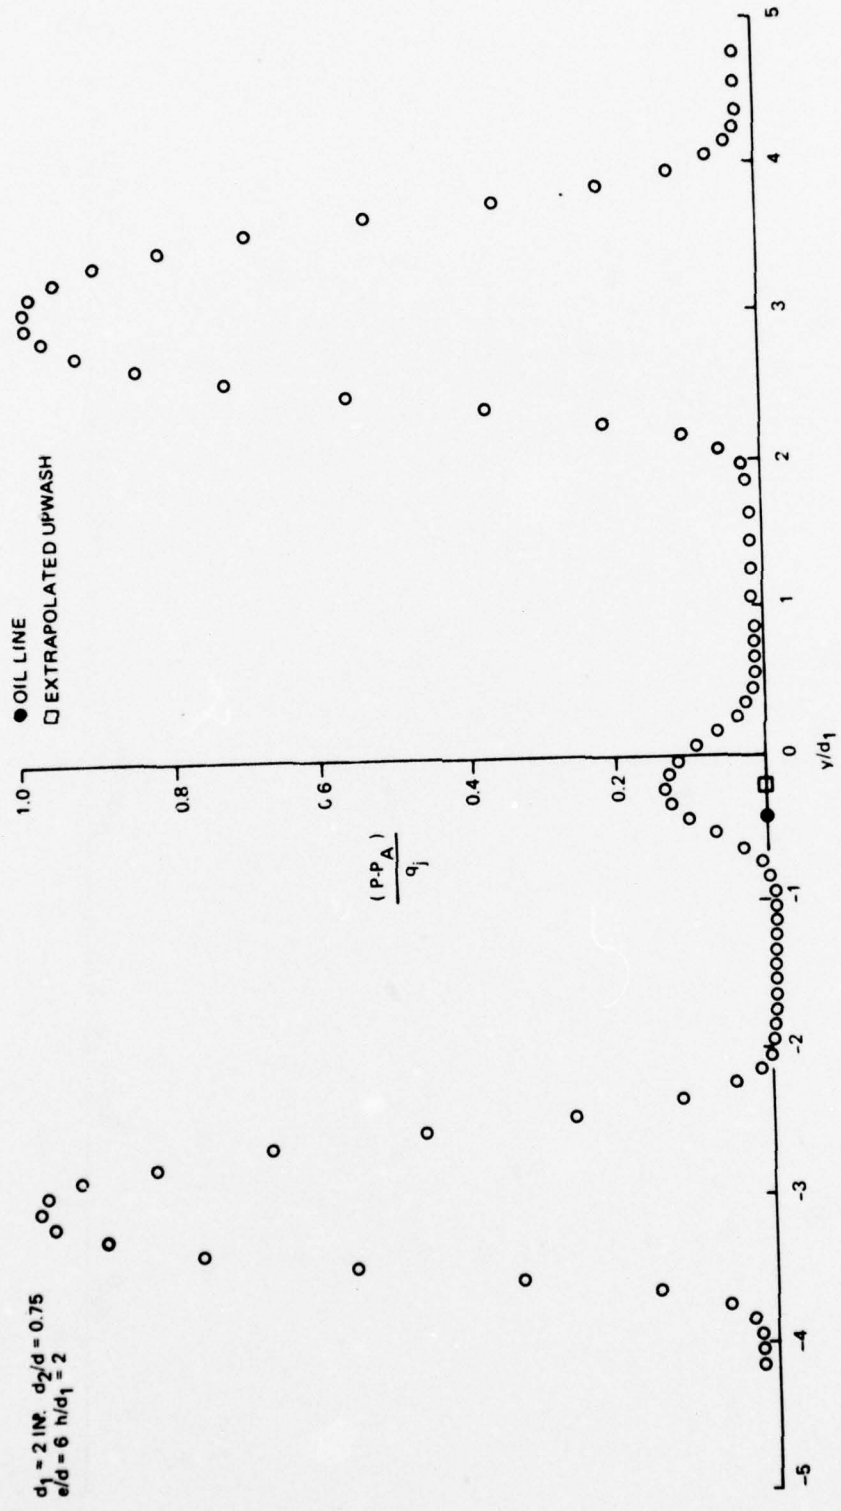 d1 = 2 IN. d2/d = 0.75
e/d = 6 h/d1 = 2
● OIL LINE
□ EXTRAPOLATED UPWASH
1.0
0.8
0.6
0.4
0.2
(P-PA)
qj
-5
-4
-3
-2
-1
0
1
2
3
4
5
y/d1